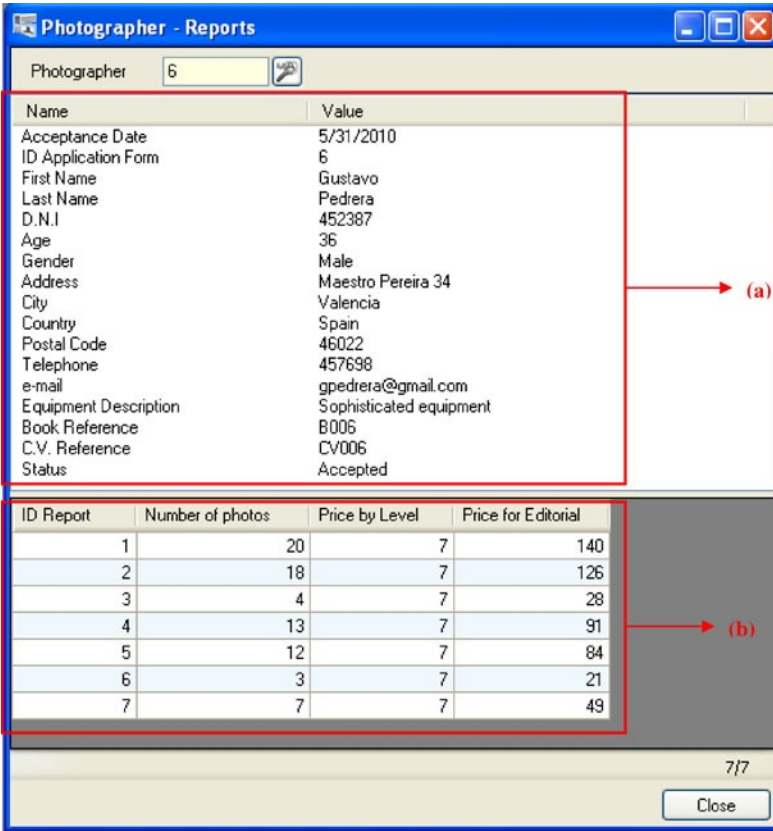 Photographer - Reports
Photographer 6
Name Value
Acceptance Date 5/31/2010
ID Application Form 6
First Name Gustavo
Last Name Pedrera
D.N.I 452387
Age 36
Gender Male
Address Maestro Pereira 34
City Valencia
Country Spain
Postal Code 46022
Telephone 457698
e-mail gpedrera@gmail.com
Equipment Description Sophisticated equipment
Book Reference B006
C.V. Reference CV006
Status Accepted
(a)
ID Report Number of photos Price by Level Price for Editorial
1 20 7 140
2 18 7 126
3 4 7 28
4 13 7 91
5 12 7 84
6 3 7 21
7 7 7 49
(b)
7/7
Close